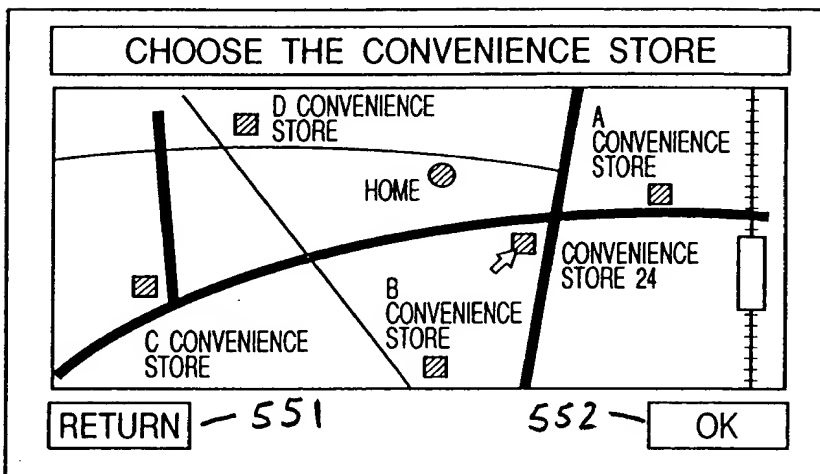 CHOOSE THE CONVENIENCE STORE
D CONVENIENCE
STORE
A
CONVENIENCE
STORE
HOME
CONVENIENCE
STORE 24
B
CONVENIENCE
STORE
C CONVENIENCE
STORE
RETURN
551
552
OK